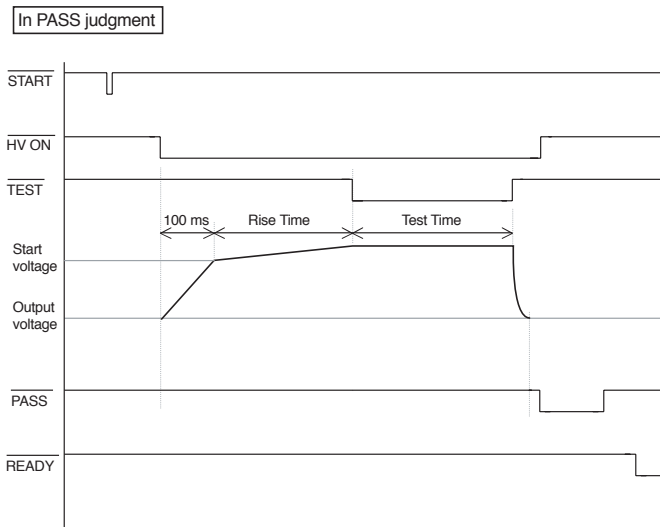 In PASS judgment
START
HV ON
TEST
100 ms
Rise Time
Test Time
Start
voltage
Output
voltage
PASS
READY